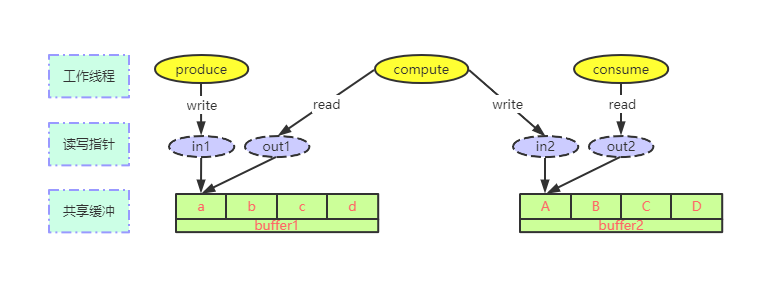 工作线程
produce
compute
consume
write
read
write
read
读写指针
in1
out1
in2
out2
共享缓冲
a b c d
A B C D
buffer1
buffer2